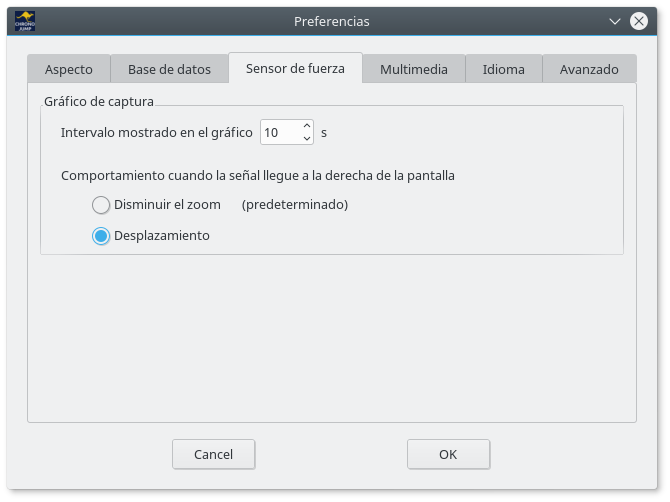 CHRONO
JUMP
Preferencias
Aspecto Base de datos Sensor de fuerza Multimedia Idioma Avanzado
Gráfico de captura
Intervalo mostrado en el gráfico 10 s
Comportamiento cuando la señal llegue a la derecha de la pantalla
Disminuir el zoom (predeterminado)
Desplazamiento
Cancel OK